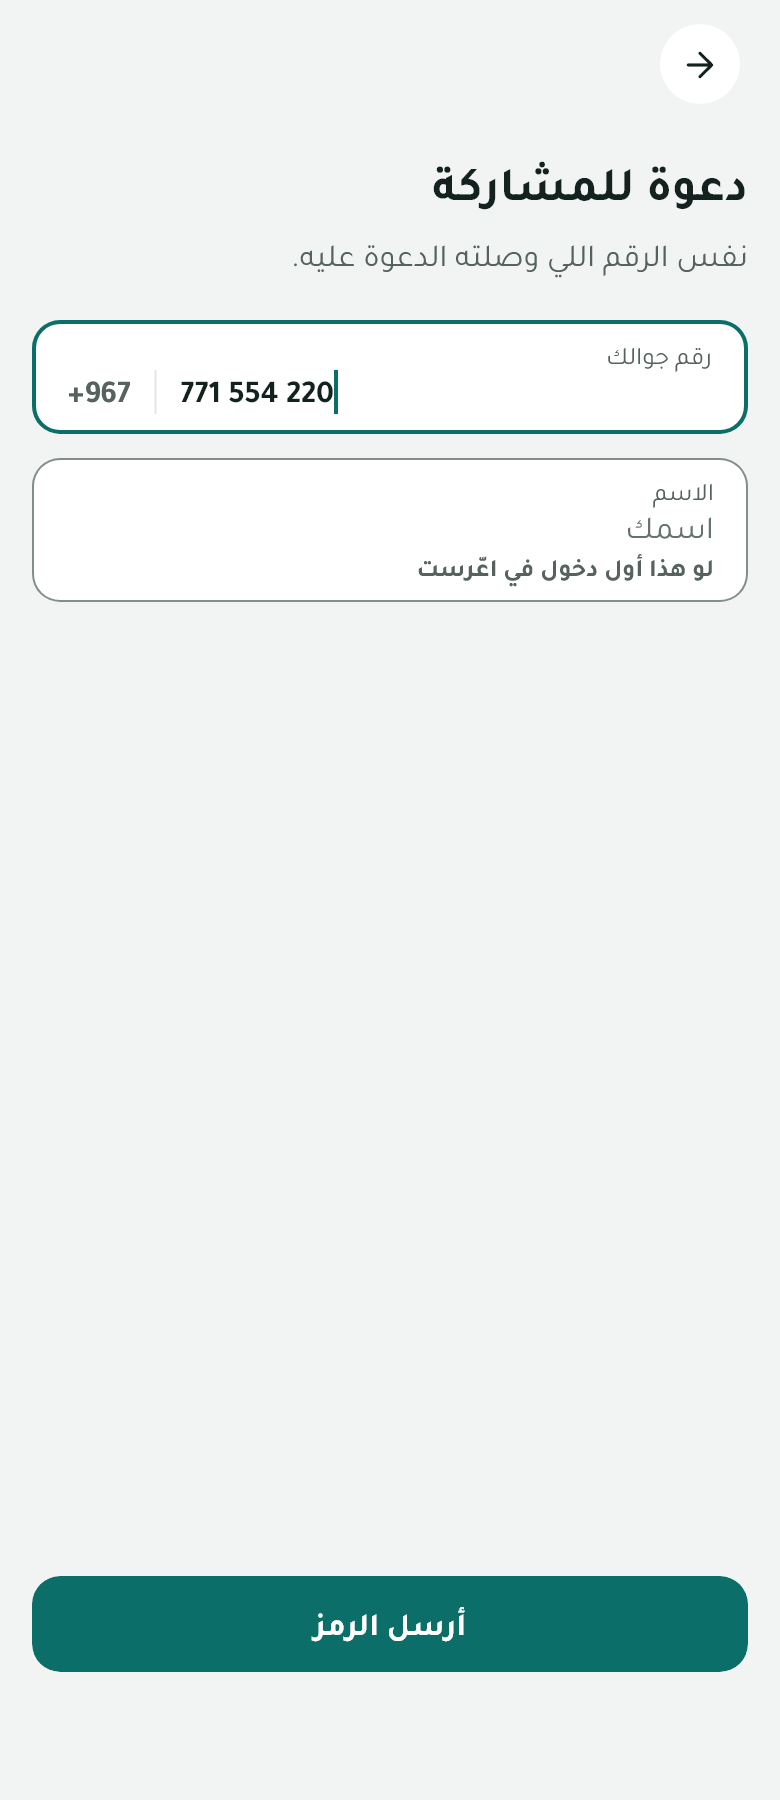 دعوة للمشاركة
نفس الرقم اللي وصلته الدعوة عليه.
رقم جوالك
+967 771 554 220
الاسم
اسمك
لو هذا أول دخول في اعّرست
أرسل الرمز